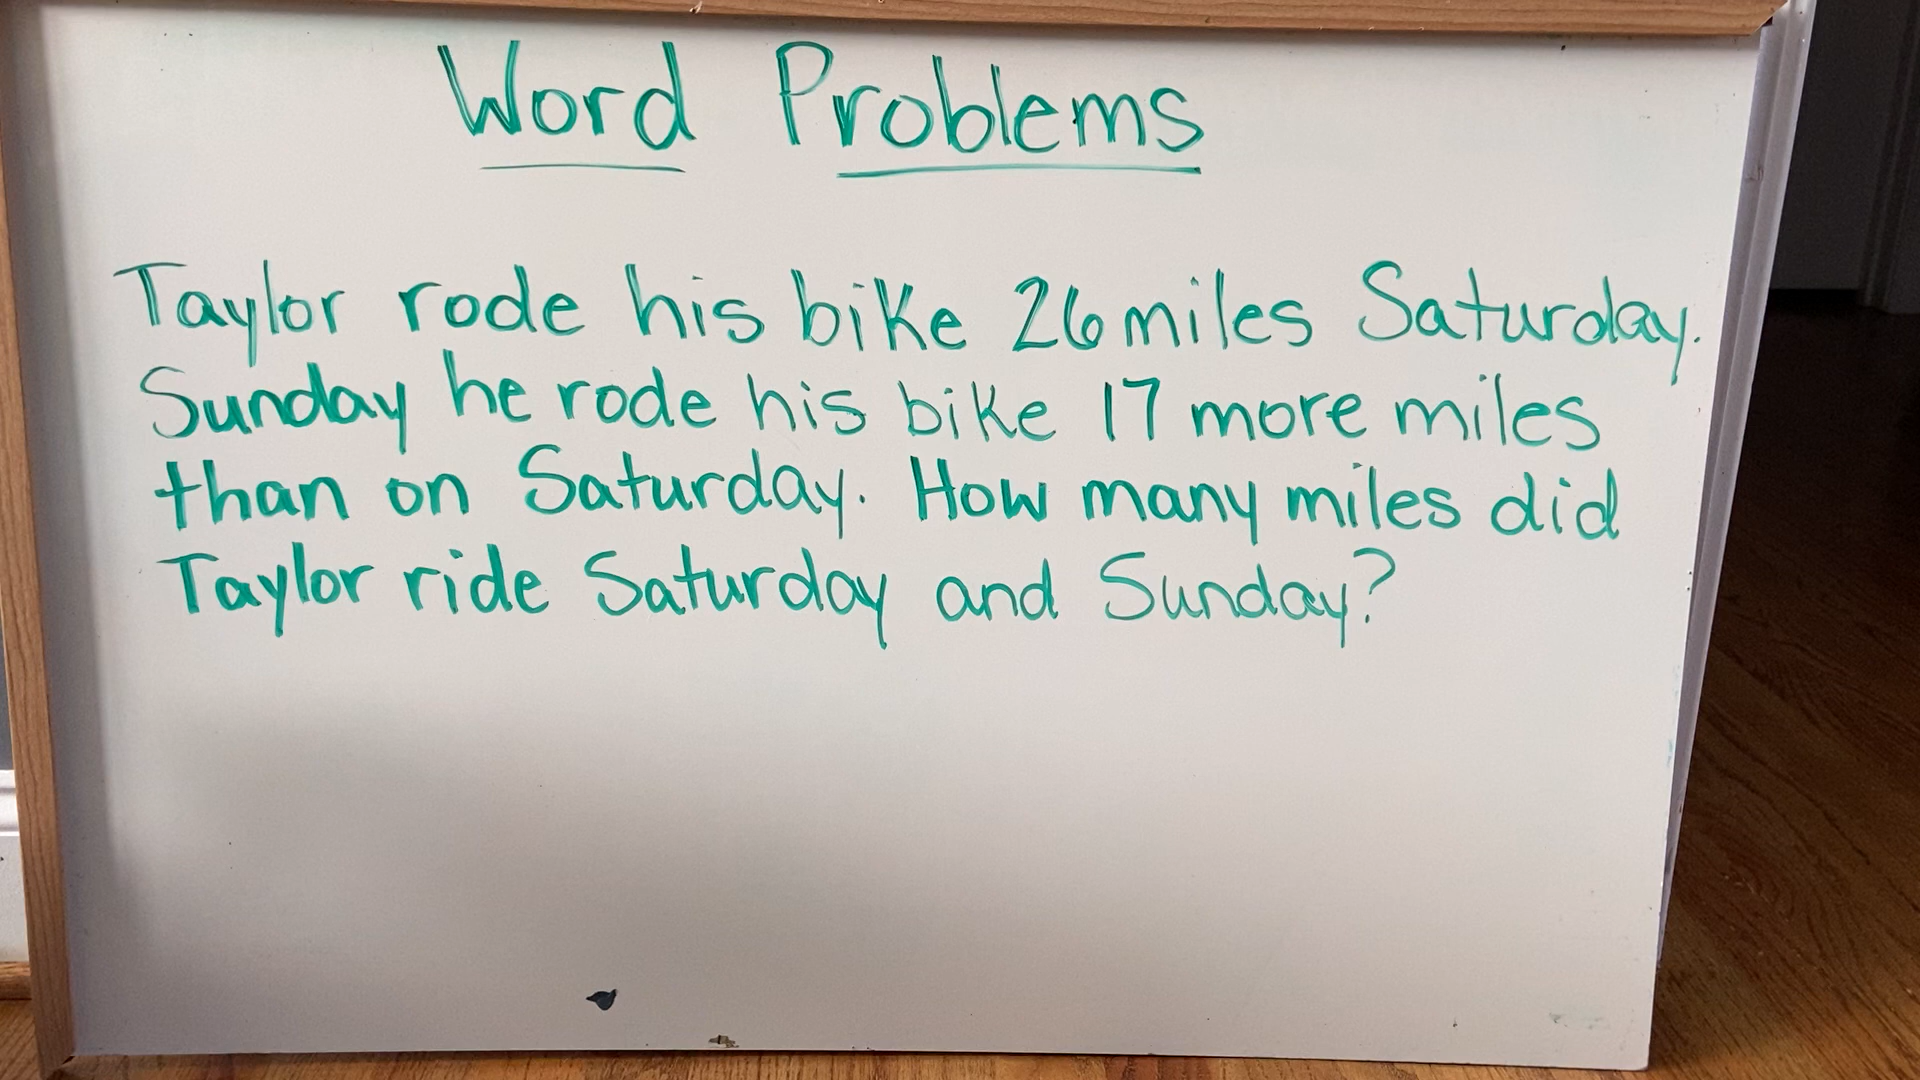 Word Problems
Taylor rode his bike 26 miles Saturday.
Sunday he rode his bike 17 more miles
than on Saturday. How many miles did
Taylor ride Saturday and Sunday?